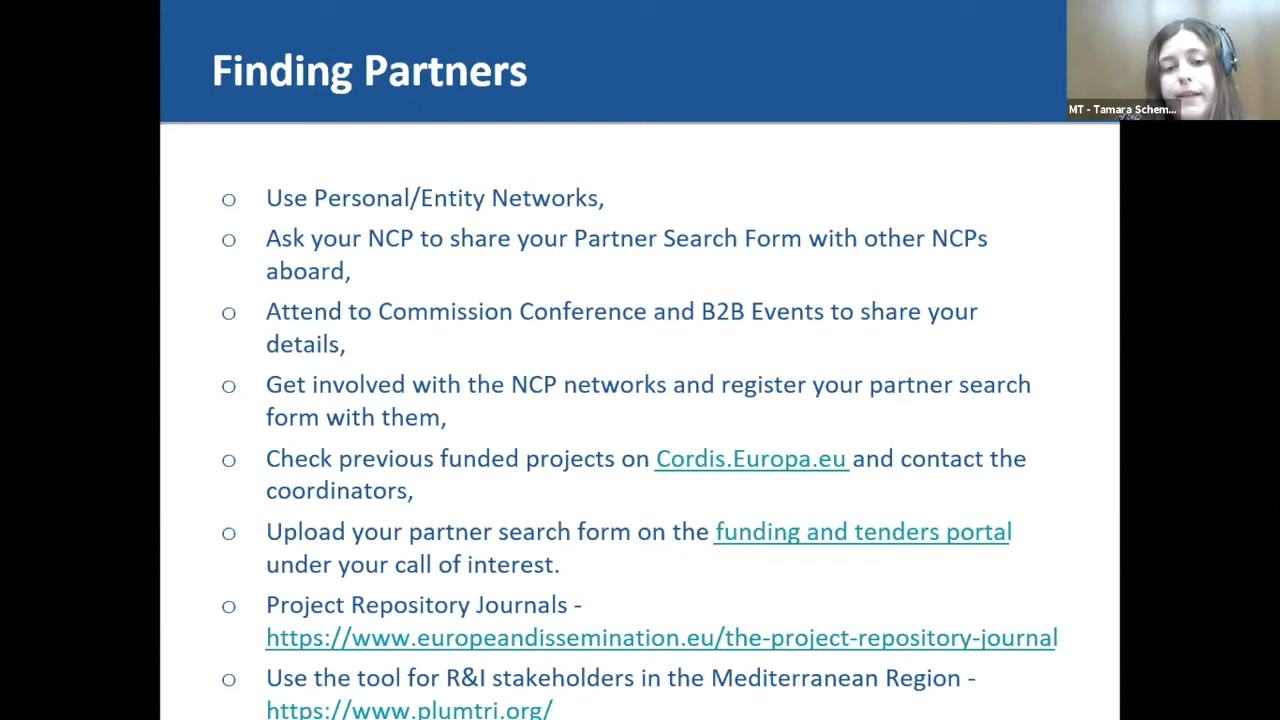 Finding Partners
MT - Tamara Schem...
o Use Personal/Entity Networks,
o Ask your NCP to share your Partner Search Form with other NCPs
aboard,
o Attend to Commission Conference and B2B Events to share your
details,
o Get involved with the NCP networks and register your partner search
form with them,
o Check previous funded projects on Cordis.Europa.eu and contact the
coordinators,
o Upload your partner search form on the funding and tenders portal
under your call of interest.
o Project Repository Journals -
https://www.europeandissemination.eu/the-project-repository-journal
o Use the tool for R&I stakeholders in the Mediterranean Region -
https://www.plumtri.org/